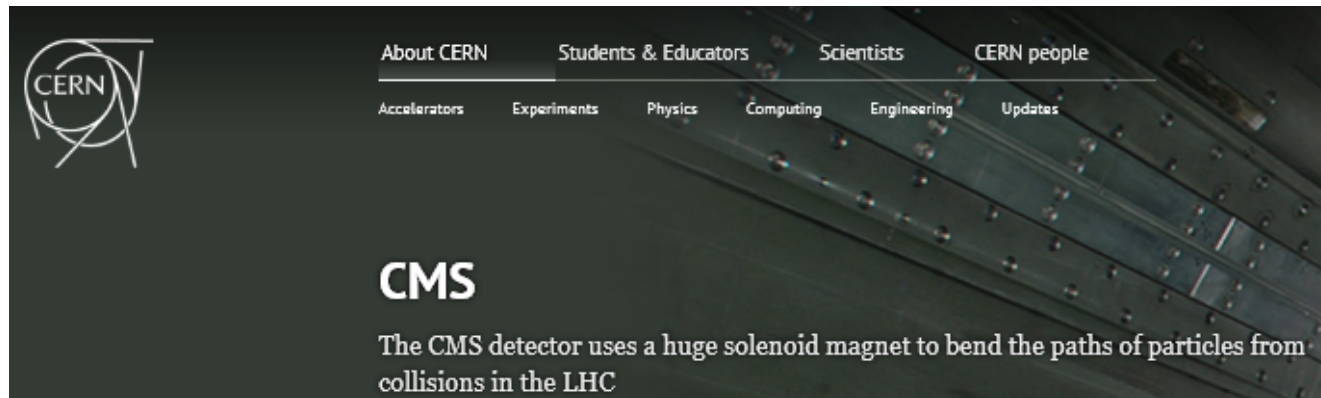 CERN
About CERN Students & Educators Scientists CERN people
Accelerators Experiments Physics Computing Engineering Updates
CMS
The CMS detector uses a huge solenoid magnet to bend the paths of particles from
collisions in the LHC